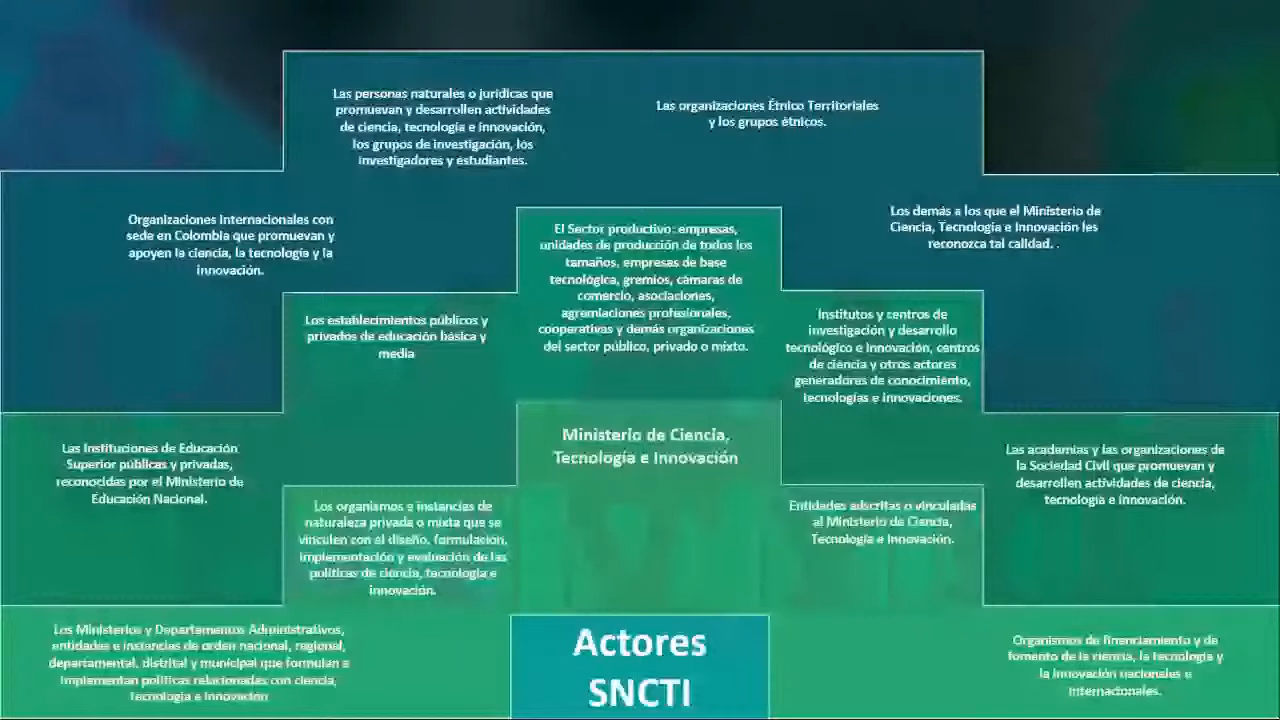 Las personas naturales o jurídicas que
promuevan y desarrollen actividades
de ciencia, tecnología e innovación,
los grupos de investigación, los
investigadores y estudiantes.
Las organizaciones Étnico Territoriales
y los grupos étnicos.
Organizaciones Internacionales con
sede en Colombia que promuevan y
apoyen la ciencia, la tecnología y la
innovación.
El Sector productivo: empresas,
unidades de producción de todos los
tamaños, empresas de base
tecnológica, gremios, cámaras de
comercio, asociaciones,
agremiaciones profesionales,
cooperativas y demás organizaciones
del sector público, privado o mixto.
Los demás a los que el Ministerio de
Ciencia, Tecnología e Innovación les
reconozca tal calidad. .
Los establecimientos públicos y
privados de educación básica y
media
Institutos y centros de
investigación y desarrollo
tecnológico e innovación, centros
de ciencia y otros actores
generadores de conocimiento,
tecnologías e innovaciones.
Las Instituciones de Educación
Superior públicas y privadas,
reconocidas por el Ministerio de
Educación Nacional.
Ministerio de Ciencia,
Tecnología e Innovación
Las academias y las organizaciones de
la Sociedad Civil que promuevan y
desarrollen actividades de ciencia,
tecnología e innovación.
Los organismos e instancias de
naturaleza privada o mixta que se
vinculen con el diseño, formulación,
implementación y evaluación de las
políticas de ciencia, tecnología e
innovación.
Entidades adscritas o vinculadas
al Ministerio de Ciencia,
Tecnología e Innovación.
Los Ministerios y Departamentos Administrativos,
entidades e instancias de orden nacional, regional,
departamental, distrital y municipal que formulan e
implementan políticas relacionadas con ciencia,
tecnología e innovación
Actores
SNCTI
Organismos de financiamiento y de
fomento de la ciencia, la tecnología y
la innovación nacionales e
internacionales.